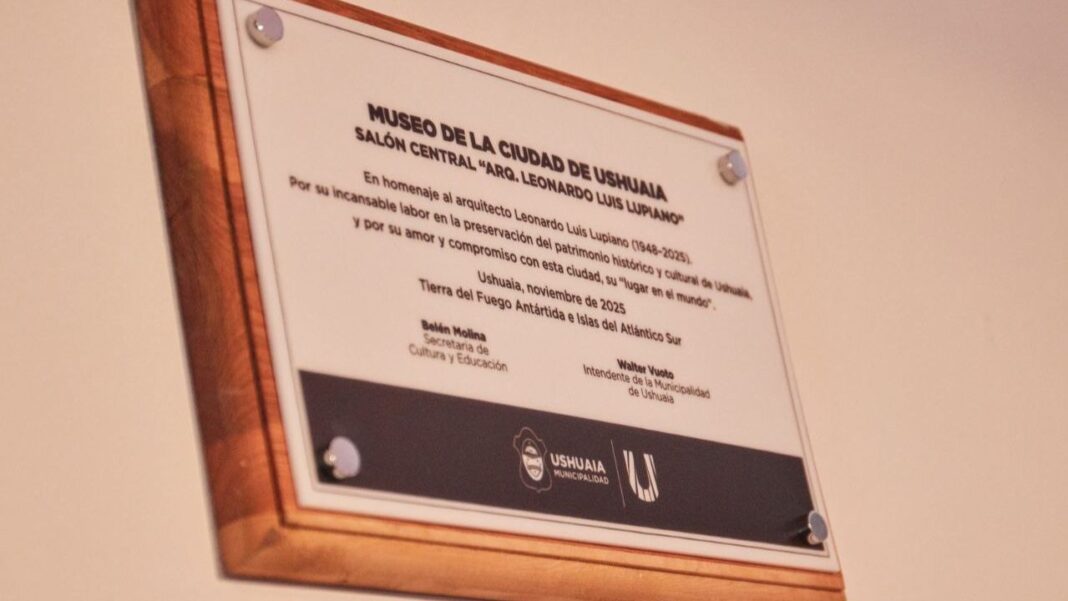 MUSEO DE LA CIUDAD DE USHUAIA
SALÓN CENTRAL “ARQ. LEONARDO LUIS LUPIANO”
En homenaje al arquitecto Leonardo Luis Lupiano (1948-2025).
Por su incansable labor en la preservación del patrimonio histórico y cultural de Ushuaia,
y por su amor y compromiso con esta ciudad, su “lugar en el mundo”.
Ushuaia, noviembre de 2025
Tierra del Fuego Antártida e Islas del Atlántico Sur
Belén Molina
Secretaria de
Cultura y Educación
Walter Vuoto
Intendente de la Municipalidad
de Ushuaia
USHUAIA
MUNICIPALIDAD